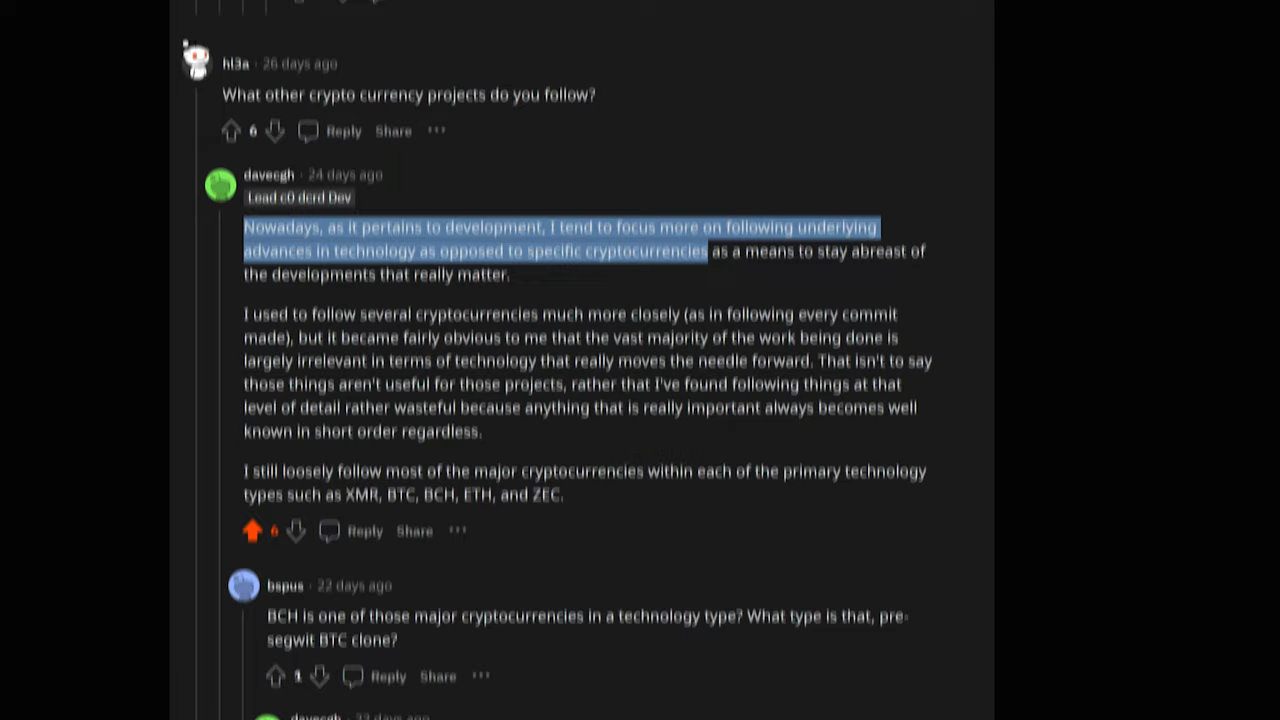 hl3a · 26 days ago
What other crypto currency projects do you follow?
6 Reply Share ···
davecgh · 24 days ago
Lead c0 dcrd Dev
Nowadays, as it pertains to development, I tend to focus more on following underlying
advances in technology as opposed to specific cryptocurrencies as a means to stay abreast of
the developments that really matter.
I used to follow several cryptocurrencies much more closely (as in following every commit
made), but it became fairly obvious to me that the vast majority of the work being done is
largely irrelevant in terms of technology that really moves the needle forward. That isn't to say
those things aren't useful for those projects, rather that I've found following things at that
level of detail rather wasteful because anything that is really important always becomes well
known in short order regardless.
I still loosely follow most of the major cryptocurrencies within each of the primary technology
types such as XMR, BTC, BCH, ETH, and ZEC.
6 Reply Share ···
bspus · 22 days ago
BCH is one of those major cryptocurrencies in a technology type? What type is that, pre-
segwit BTC clone?
1 Reply Share ···
davecgh